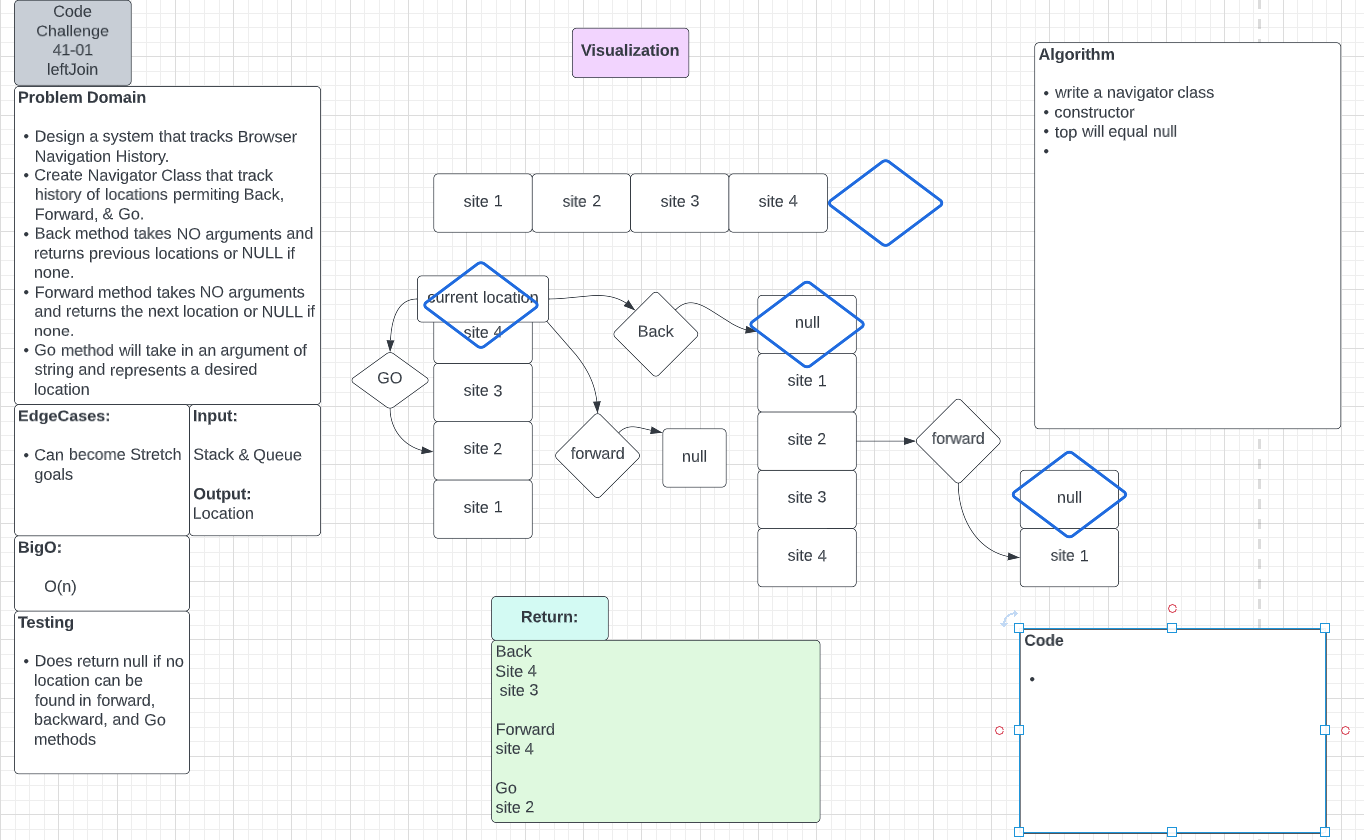 Code
Challenge
41-01
leftJoin
Problem Domain
• Design a system that tracks Browser
Navigation History.
• Create Navigator Class that track
history of locations permiting Back,
Forward, & Go.
• Back method takes NO arguments and
returns previous locations or NULL if
none.
• Forward method takes NO arguments
and returns the next location or NULL if
none.
• Go method will take in an argument of
string and represents a desired
location
EdgeCases:
• Can become Stretch
goals
Input:
Stack & Queue
Output:
Location
BigO:
O(n)
Testing
• Does return null if no
location can be
found in forward,
backward, and Go
methods
Visualization
site 1
site 2
site 3
site 4
current location
site 4
site 3
site 2
site 1
GO
Back
forward
null
null
site 1
site 2
site 3
site 4
forward
null
site 1
Return:
Back
Site 4
site 3
Forward
site 4
Go
site 2
Algorithm
• write a navigator class
• constructor
• top will equal null
•
Code
•